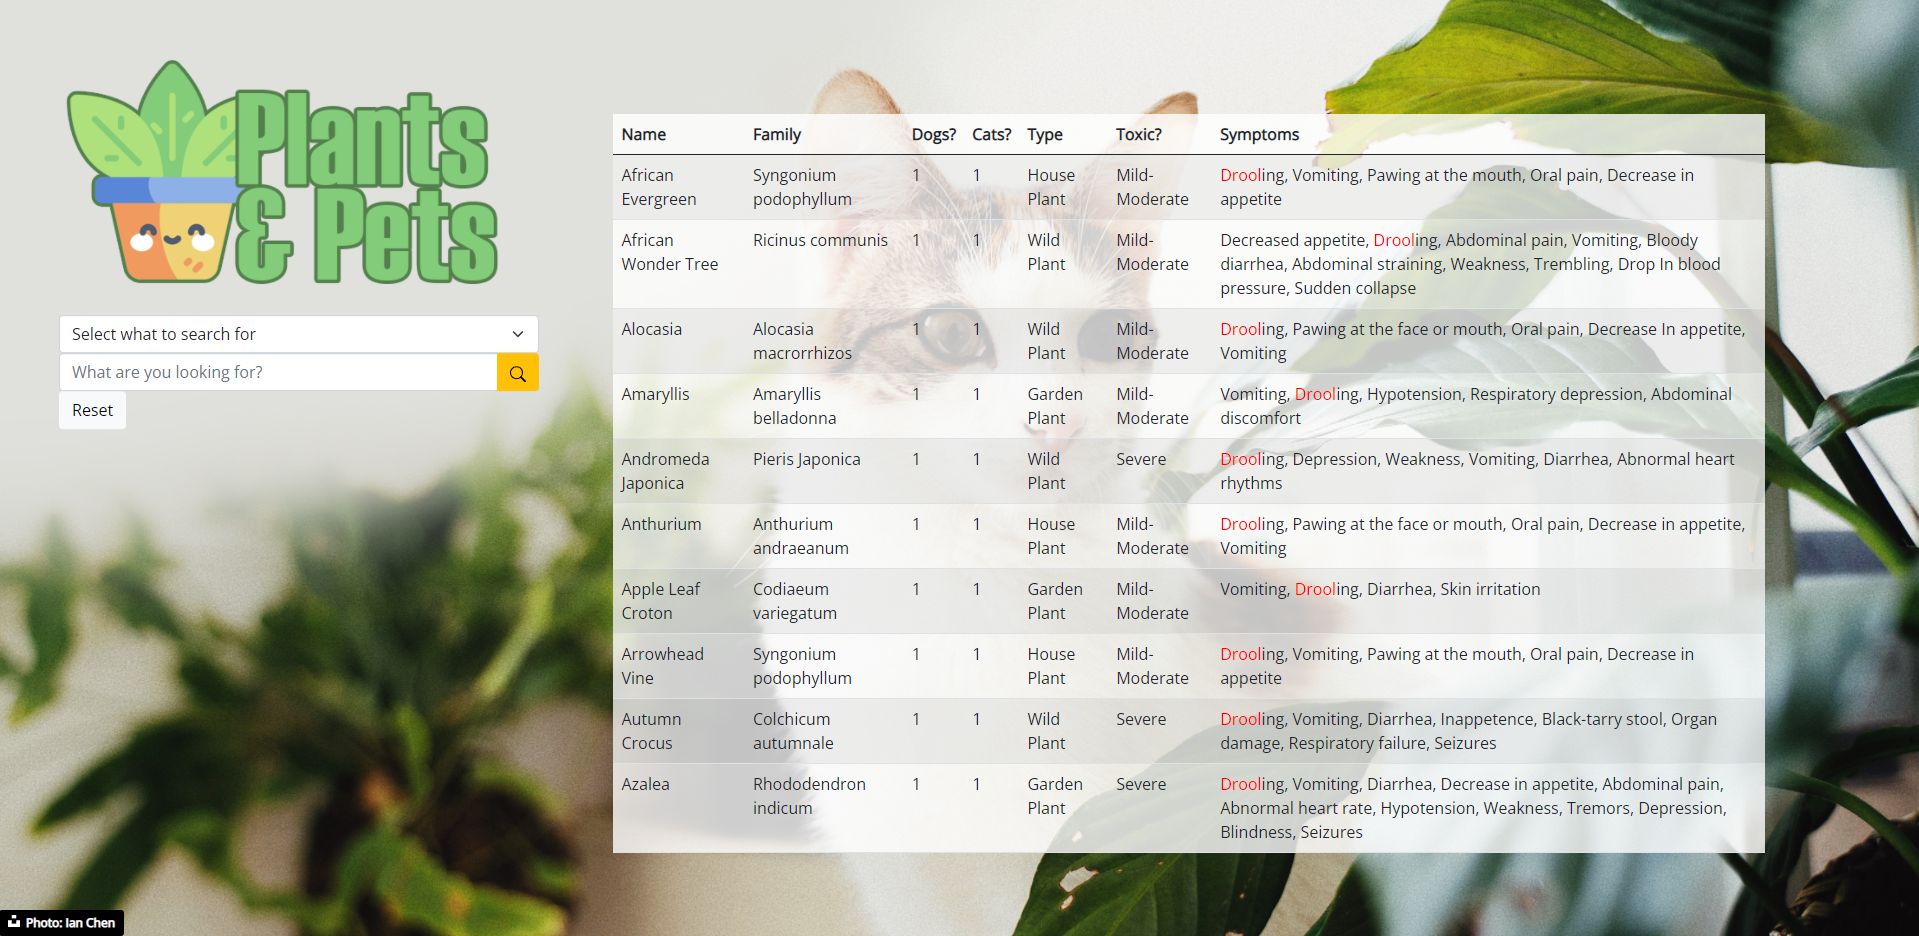 Plants
& Pets
Select what to search for
What are you looking for?
Reset
Name Family Dogs? Cats? Type Toxic? Symptoms
African Syngonium 1 1 House Mild- Drooling, Vomiting, Pawing at the mouth, Oral pain, Decrease in
Evergreen podophyllum Plant Moderate appetite
African Ricinus communis 1 1 Wild Mild- Decreased appetite, Drooling, Abdominal pain, Vomiting, Bloody
Wonder Tree Plant Moderate diarrhea, Abdominal straining, Weakness, Trembling, Drop In blood
pressure, Sudden collapse
Alocasia Alocasia 1 1 Wild Mild- Drooling, Pawing at the face or mouth, Oral pain, Decrease In appetite,
macrorrhizos Plant Moderate Vomiting
Amaryllis Amaryllis 1 1 Garden Mild- Vomiting, Drooling, Hypotension, Respiratory depression, Abdominal
belladonna Plant Moderate discomfort
Andromeda Pieris Japonica 1 1 Wild Severe Drooling, Depression, Weakness, Vomiting, Diarrhea, Abnormal heart
Japonica Plant rhythms
Anthurium Anthurium 1 1 House Mild- Drooling, Pawing at the face or mouth, Oral pain, Decrease in appetite,
andraeanum Plant Moderate Vomiting
Apple Leaf Codiaeum 1 1 Garden Mild- Vomiting, Drooling, Diarrhea, Skin irritation
Croton variegatum Plant Moderate
Arrowhead Syngonium 1 1 House Mild- Drooling, Vomiting, Pawing at the mouth, Oral pain, Decrease in
Vine podophyllum Plant Moderate appetite
Autumn Colchicum 1 1 Wild Severe Drooling, Vomiting, Diarrhea, Inappetence, Black-tarry stool, Organ
Crocus autumnale Plant damage, Respiratory failure, Seizures
Azalea Rhododendron 1 1 Garden Severe Drooling, Vomiting, Diarrhea, Decrease in appetite, Abdominal pain,
indicum Plant Abnormal heart rate, Hypotension, Weakness, Tremors, Depression,
Blindness, Seizures
Photo: Ian Chen